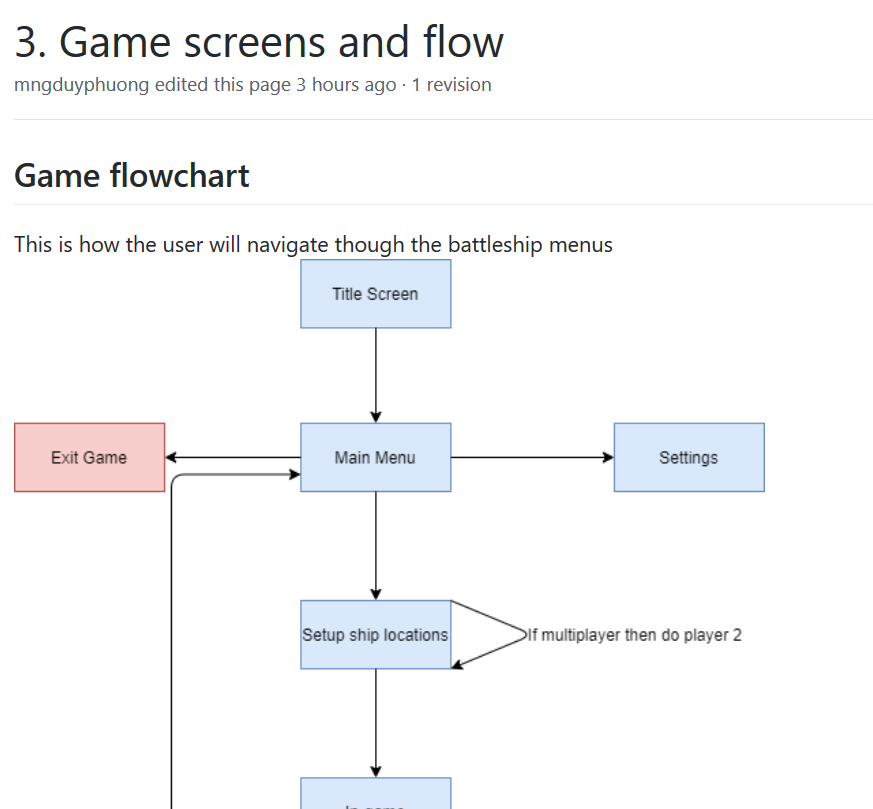 3. Game screens and flow
mngduyphuong edited this page 3 hours ago · 1 revision
Game flowchart
This is how the user will navigate though the battleship menus
Title Screen
Exit Game
Main Menu
Settings
Setup ship locations
If multiplayer then do player 2